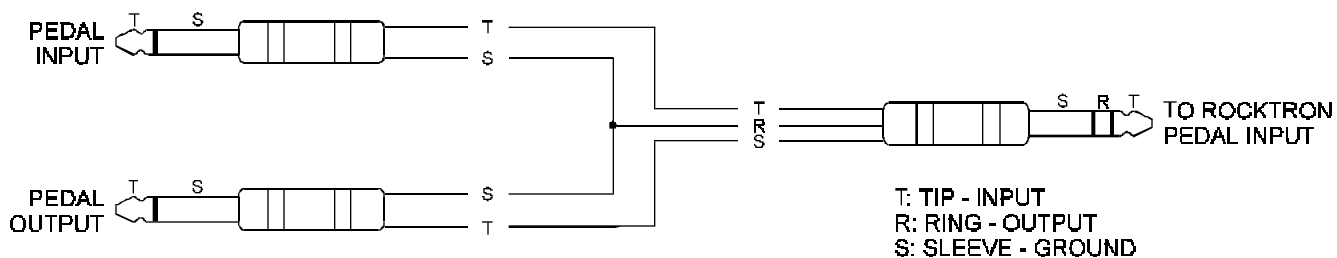 T S
PEDAL
INPUT
T
S
T
R
S
S R T
TO ROCKTRON
PEDAL INPUT
T S
PEDAL
OUTPUT
S
T
T: TIP - INPUT
R: RING - OUTPUT
S: SLEEVE - GROUND